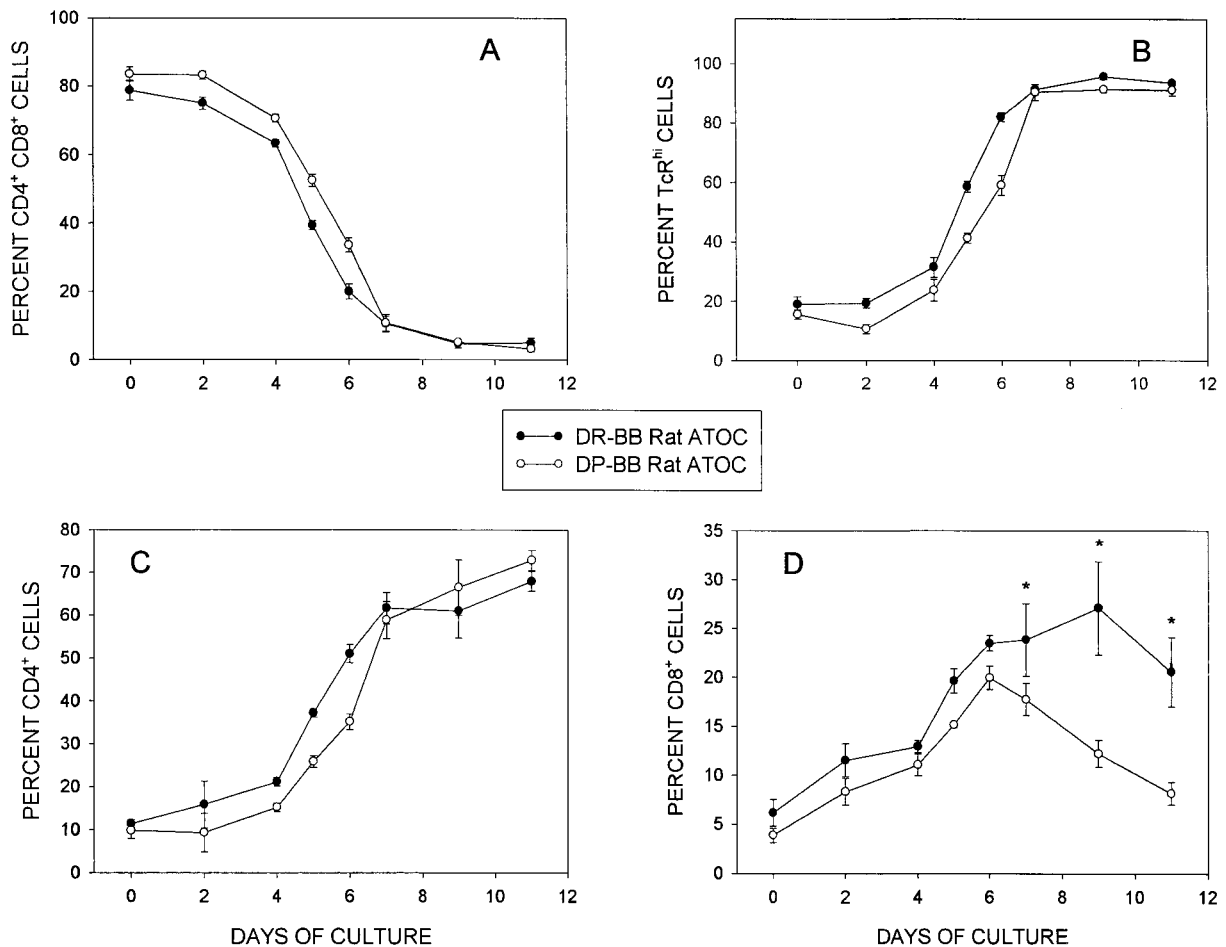 A
PERCENT CD4+ CD8+ CELLS
100
80
60
40
20
0
0 2 4 6 8 10 12
B
PERCENT TcRhi CELLS
100
80
60
40
20
0
0 2 4 6 8 10 12
DR-BB Rat ATOC
DP-BB Rat ATOC
C
PERCENT CD4+ CELLS
80
70
60
50
40
30
20
10
0
0 2 4 6 8 10 12
DAYS OF CULTURE
D
PERCENT CD8+ CELLS
35
30
25
20
15
10
5
0
* * *
0 2 4 6 8 10 12
DAYS OF CULTURE